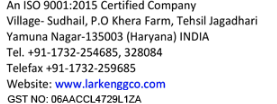 An ISO 9001:2015 Certified Company
Village- Sudhail, P.O Khera Farm, Tehsil Jagadhari
Yamuna Nagar-135003 (Haryana) INDIA
Tel. +91-1732-254685, 328084
Telefax +91-1732-259685
Website: www.larkenggco.com
GST NO: 06AACCL4729L1ZA